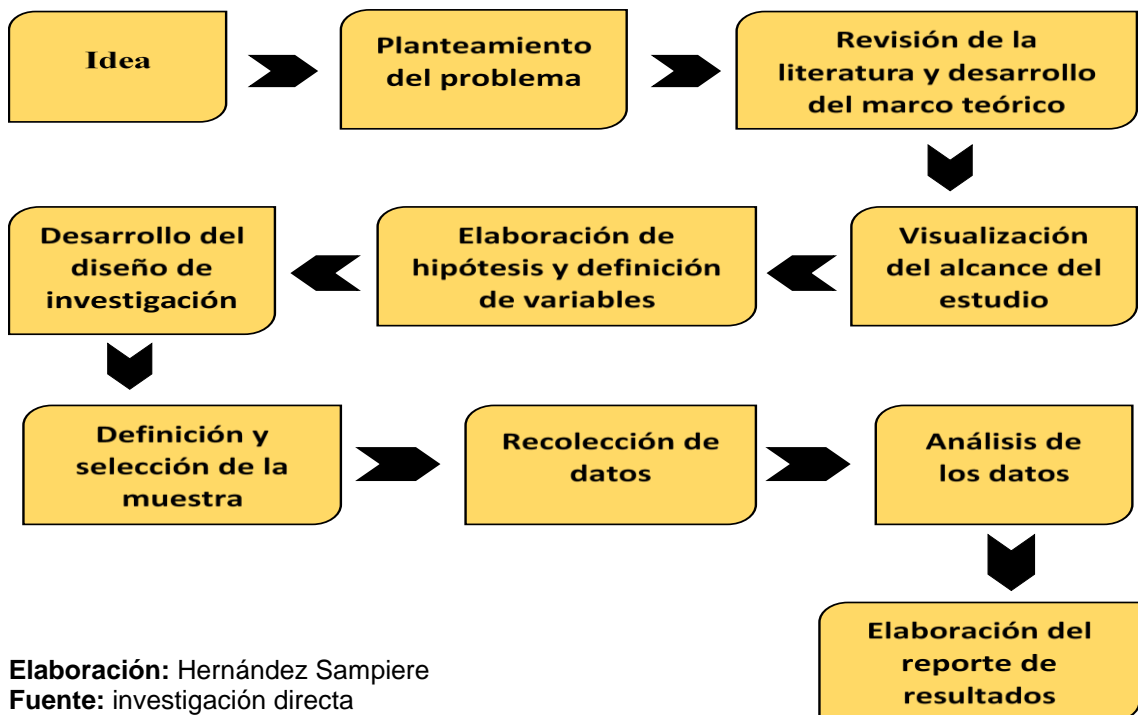 Idea
Planteamiento
del problema
Revisión de la
literatura y desarrollo
del marco teórico
Visualización
del alcance del
estudio
Elaboración de
hipótesis y definición
de variables
Desarrollo del
diseño de
investigación
Definición y
selección de la
muestra
Recolección de
datos
Análisis de
los datos
Elaboración del
reporte de
resultados
Elaboración: Hernández Sampiere
Fuente: investigación directa